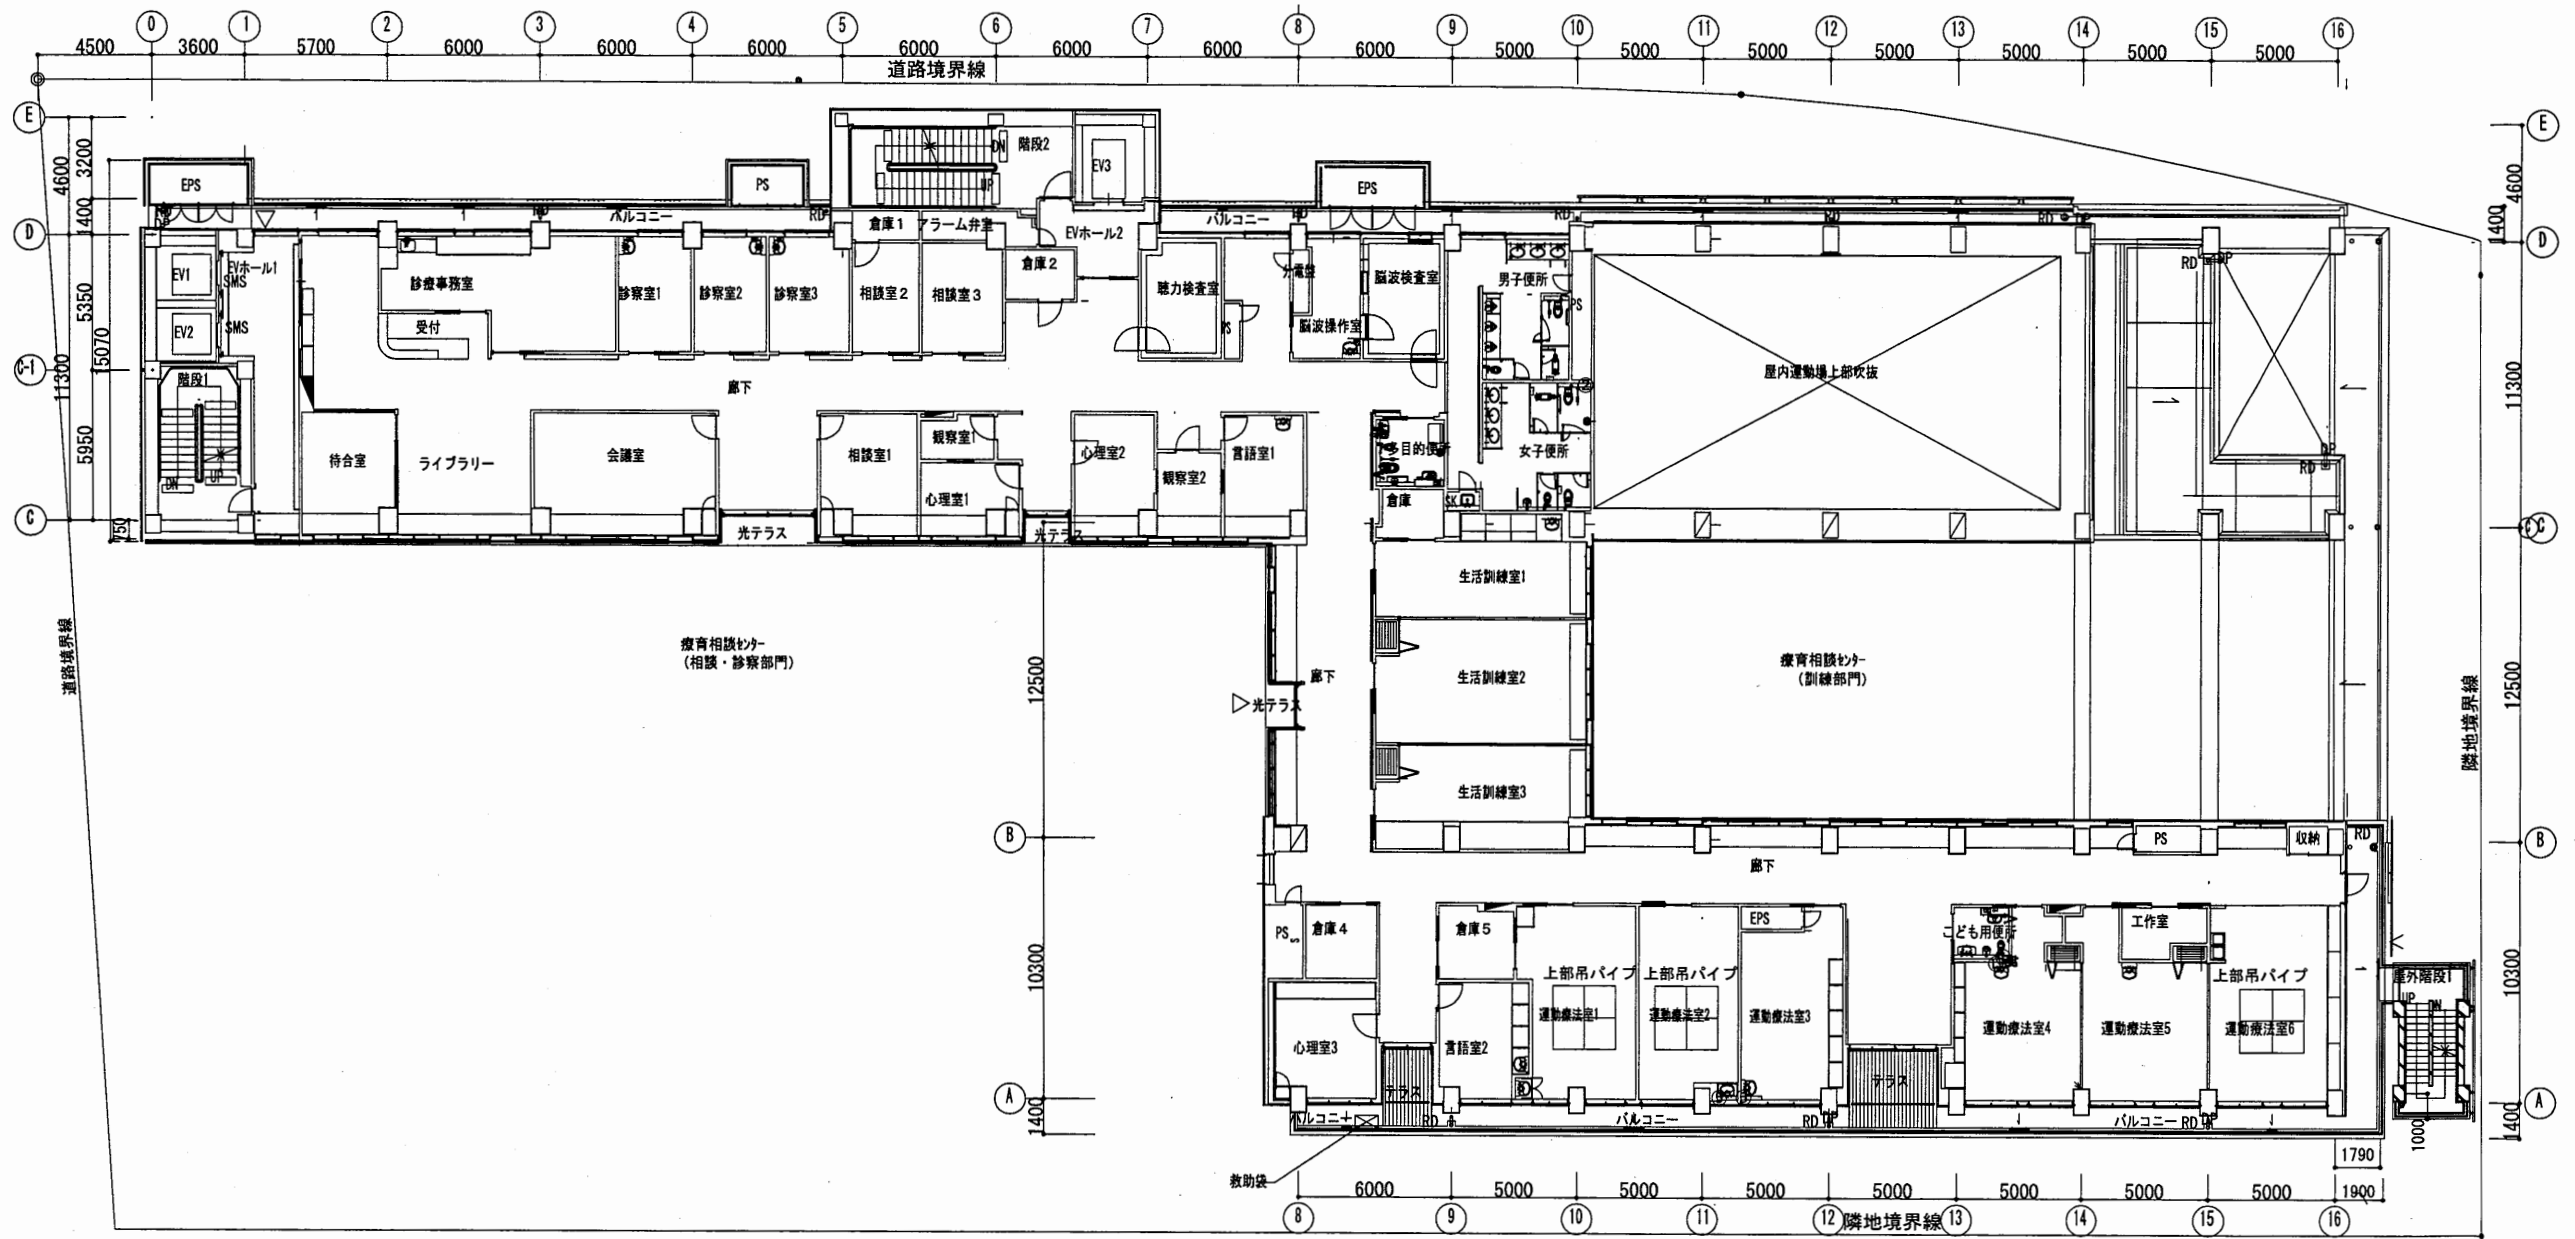 0 1 2 3 4 5 6 7 8 9 10 11 12 13 14 15 16
4500 3600 5700 6000 6000 6000 6000 6000 6000 6000 5000 5000 5000 5000 5000 5000 5000
道路境界線
E E
4600 3200 1400 5350 5950 15070 11300 750
4600 1400 11300 12500 10300 1400
階段2 DN UP EV3
EPS PS EPS
バルコニー RD バルコニー RD RD RD RD
D D
倉庫1 アラーム弁室 EVホール2
EV1 EVホール1 SMS
EV2 SMS
診療事務室 受付
診察室1 診察室2 診察室3 相談室2 相談室3 倉庫2
聴力検査室 PS 分電盤 脳波操作室 脳波検査室
男子便所 PS
RD DP
屋内運動場上部吹抜
C-1
階段1 DN UP
廊下
待合室 ライブラリー 会議室 相談室1 観察室1 心理室1 心理室2 観察室2 言語室1
多目的便所 女子便所
倉庫 SK
DP
RD
C C
光テラス 光テラス
生活訓練室1
道路境界線
療育相談センター
(相談・診察部門)
12500
廊下
光テラス
生活訓練室2
療育相談センター
(訓練部門)
隣地境界線
生活訓練室3
B B
PS 収納 RD
廊下
PS 倉庫4 倉庫5 EPS
こども用便所 工作室
上部吊パイプ 上部吊パイプ 上部吊パイプ
屋外階段1
UP DN
10300
運動療法室1 運動療法室2 運動療法室3 運動療法室4 運動療法室5 運動療法室6
心理室3 言語室2
テラス テラス
A A
1400
バルコニー RD バルコニー RD バルコニー RD
1000
1790
救助袋
6000 5000 5000 5000 5000 5000 5000 5000 1900
8 9 10 11 12 隣地境界線 13 14 15 16